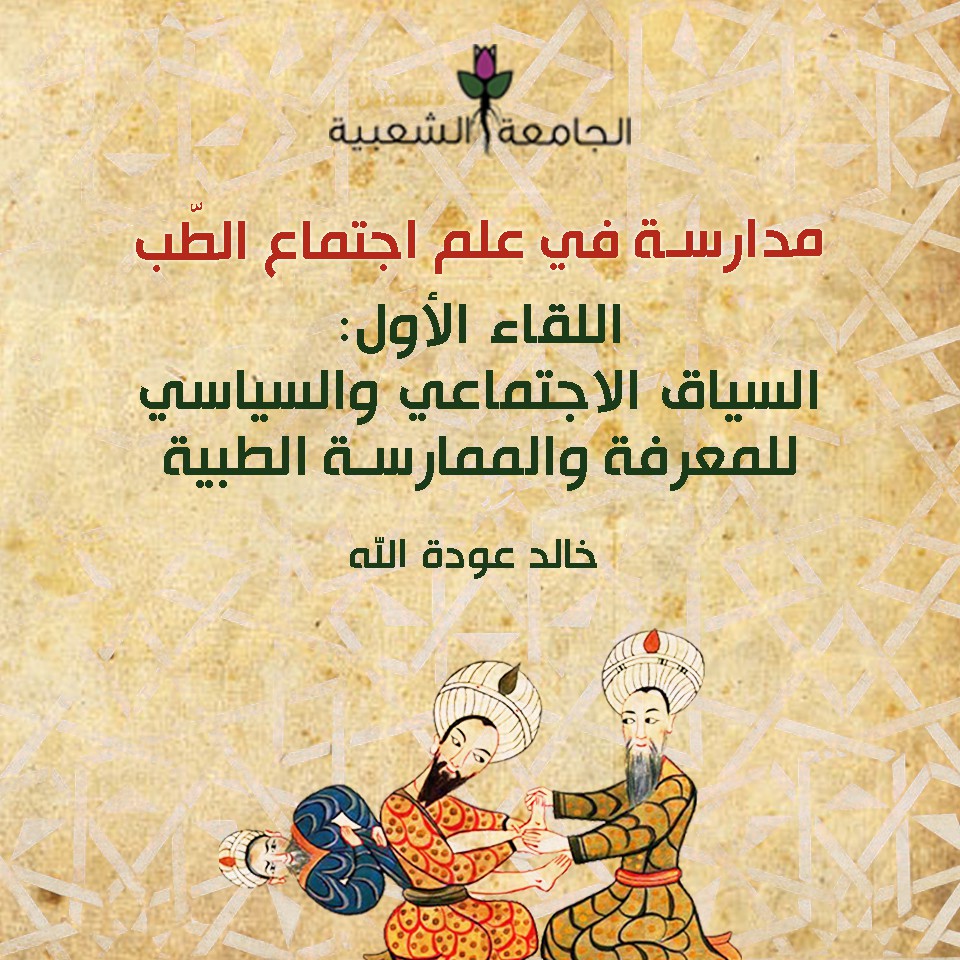 الجامعة الشعبية
مدارسة في علم اجتماع الطّب
اللقاء الأول:
السياق الاجتماعي والسياسي
للمعرفة والممارسة الطبية
خالد عودة الله